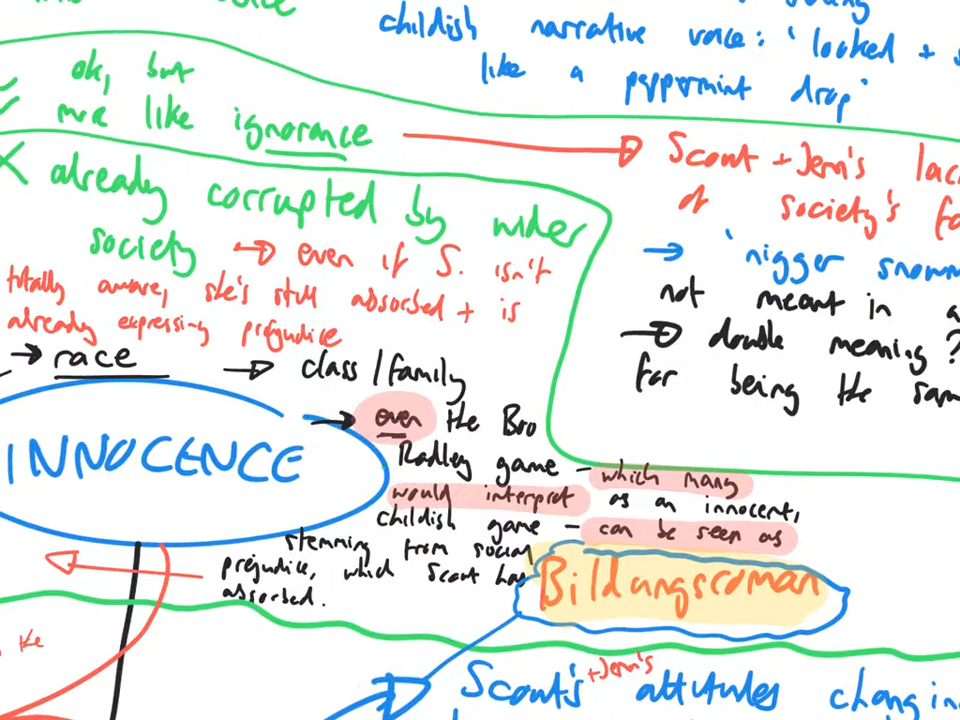 childish narrative voice: 'looked +
like a peppermint drop'
ok, but
more like ignorance
Scout + Jem's
of society's
already corrupted by wider
society → even if S. isn't
totally aware, she's still absorbed + is
already expressing prejudice
→ 'nigger
not meant in
→ double meaning?
for being the
→ race → class / family
INNOCENCE
→ even the Bro
Radley game – which many
would interpret as an innocent,
childish game – can be seen as
stemming from social
prejudice, which Scout has
absorbed.
Bildungsroman
the
Scout's + Jem's attitudes